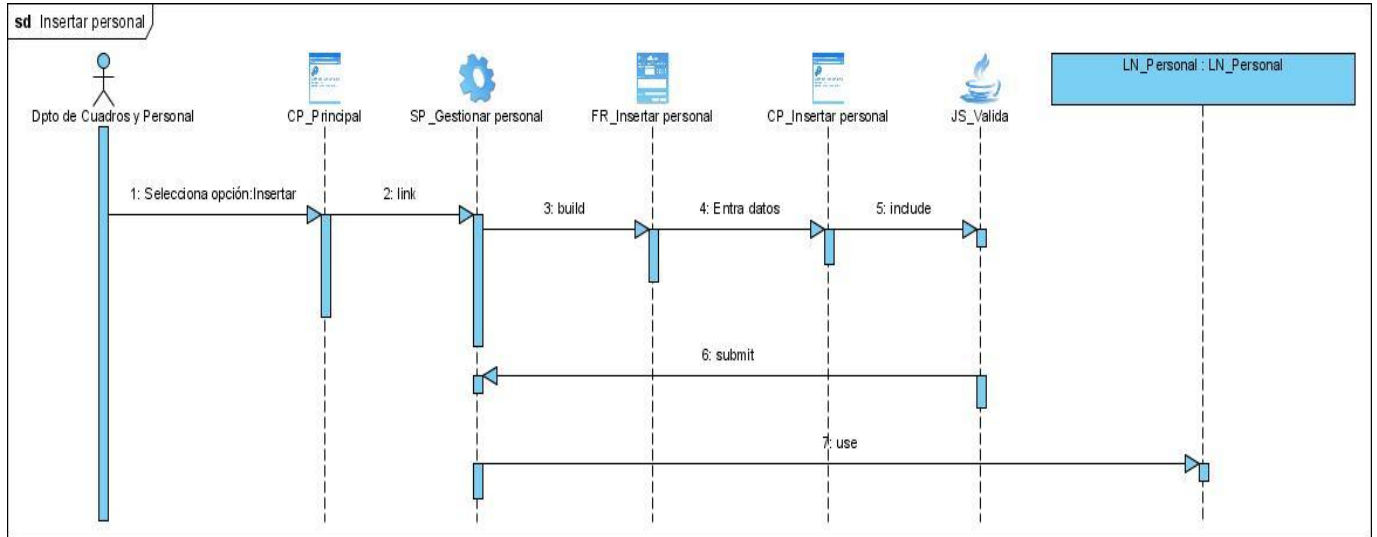 sd Insertar personal
LN_Personal : LN_Personal
Dpto de Cuadros y Personal
CP_Principal
SP_Gestionar personal
FR_Insertar personal
CP_Insertar personal
JS_Valida
1: Selecciona opción:Insertar
2: link
3: build
4: Entra datos
5: include
6: submit
7: use